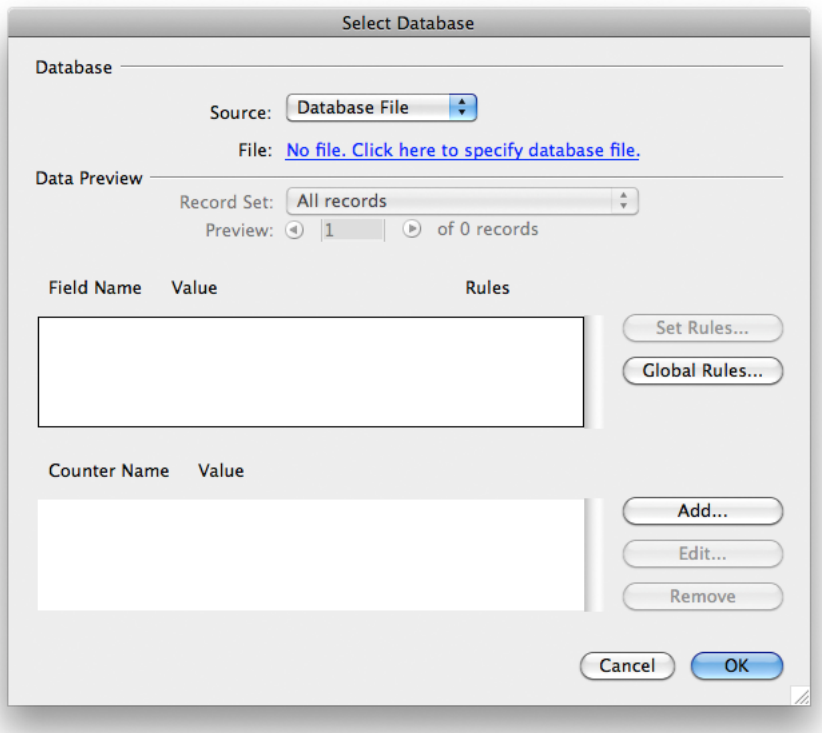 Select Database
Database
Source: Database File
File: No file. Click here to specify database file.
Data Preview
Record Set: All records
Preview: 1 of 0 records
Field Name Value Rules
Set Rules...
Global Rules...
Counter Name Value
Add...
Edit...
Remove
Cancel OK